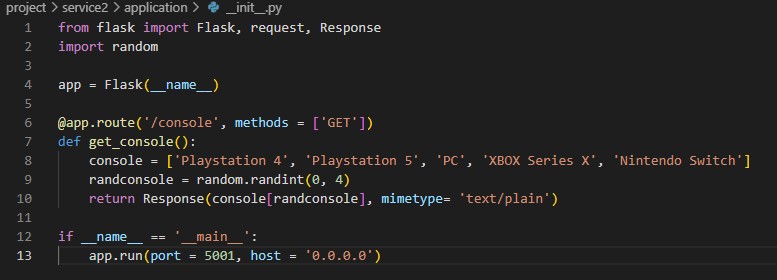 project > service2 > application > __init__.py
1 from flask import Flask, request, Response
2 import random
3
4 app = Flask(__name__)
5
6 @app.route('/console', methods = ['GET'])
7 def get_console():
8     console = ['Playstation 4', 'Playstation 5', 'PC', 'XBOX Series X', 'Nintendo Switch']
9     randconsole = random.randint(0, 4)
10     return Response(console[randconsole], mimetype= 'text/plain')
11
12 if __name__ == '__main__':
13     app.run(port = 5001, host = '0.0.0.0')